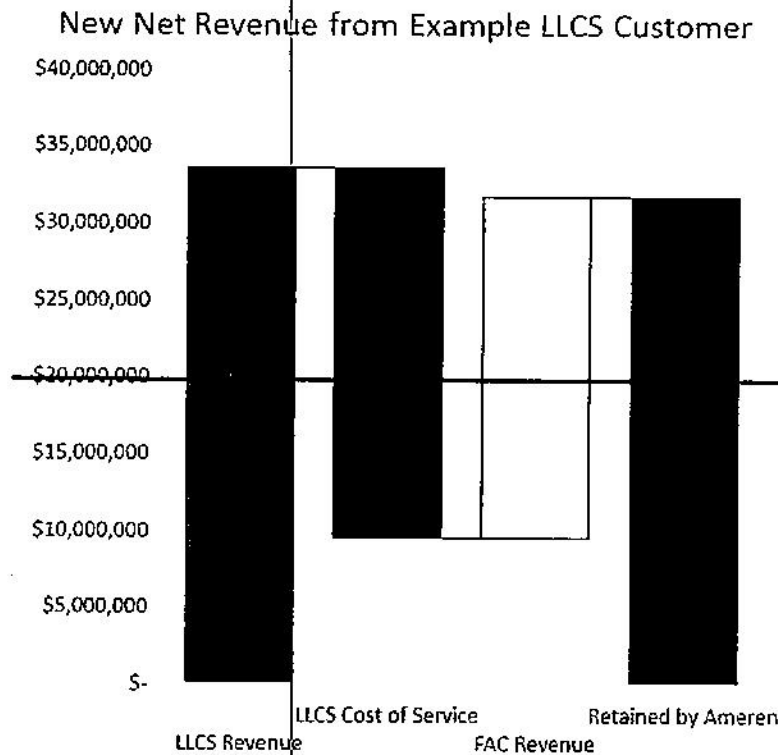 New Net Revenue from Example LLCS Customer
$40,000,000
$35,000,000
$30,000,000
$25,000,000
$20,000,000
$15,000,000
$10,000,000
$5,000,000
$-
LLCS Revenue
LLCS Cost of Service
FAC Revenue
Retained by Ameren